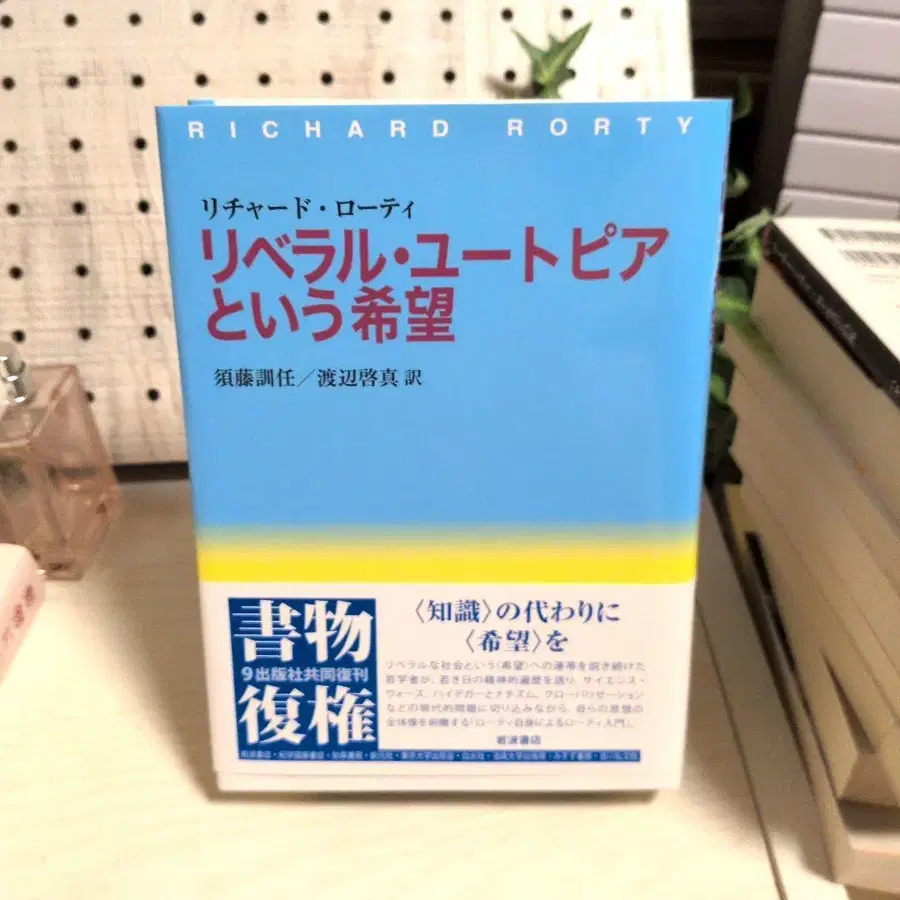 RICHARD RORTY
リチャード・ローティ
リベラル・ユートピア
という希望
須藤訓任／渡辺啓真 訳
書物
9出版社共同復刊
復権
〈知識〉の代わりに
〈希望〉を
リベラルな社会という〈希望〉への連帯を説き続けた
哲学者が、若き日の精神的遍歴を語り、サイエンス・
ウォーズ、ハイデガーとナチズム、グローバリゼーション
などの現代的問題に切り込みながら、自らの思想の
全体像を俯瞰する「ローティ自身によるローティ入門」。
岩波書店